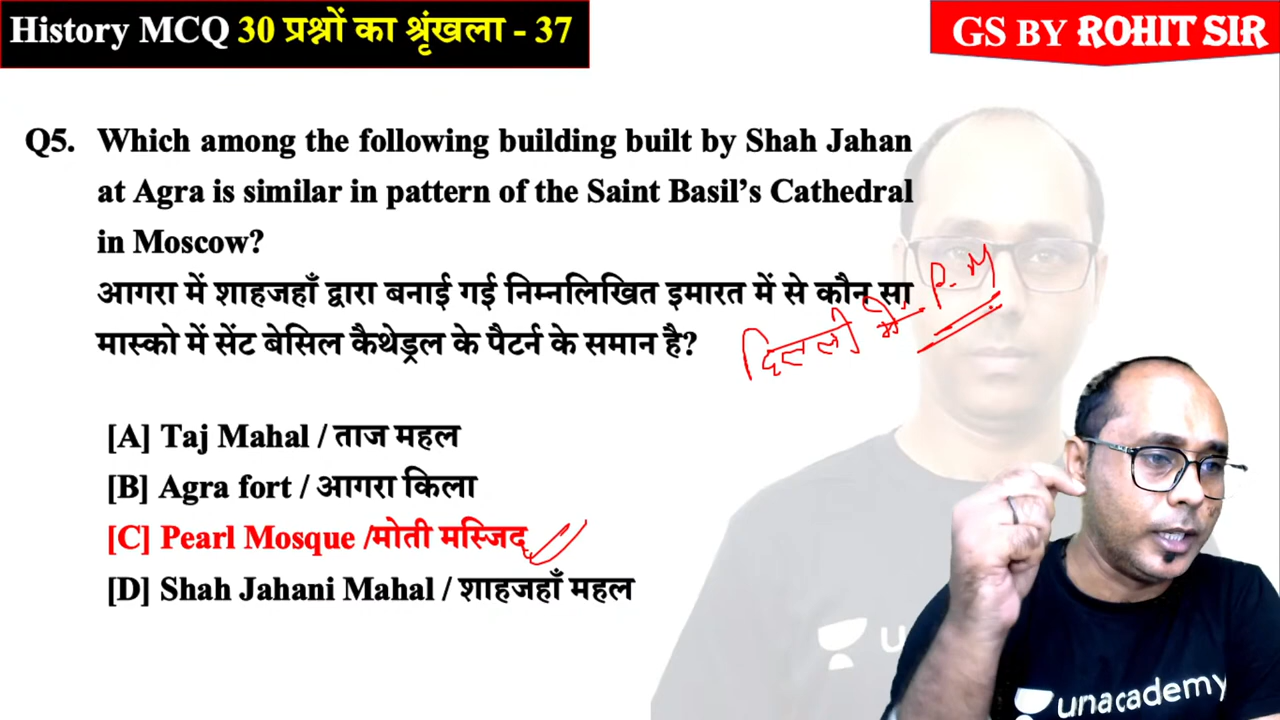 History MCQ 30 प्रश्नों का श्रृंखला - 37
GS BY ROHIT SIR
Q5. Which among the following building built by Shah Jahan
at Agra is similar in pattern of the Saint Basil’s Cathedral
in Moscow?
आगरा में शाहजहाँ द्वारा बनाई गई निम्नलिखित इमारत में से कौन सा
मास्को में सेंट बेसिल कैथेड्रल के पैटर्न के समान है?
दिल्ली में P.M
[A] Taj Mahal / ताज महल
[B] Agra fort / आगरा किला
[C] Pearl Mosque /मोती मस्जिद
[D] Shah Jahani Mahal / शाहजहाँ महल
unacademy